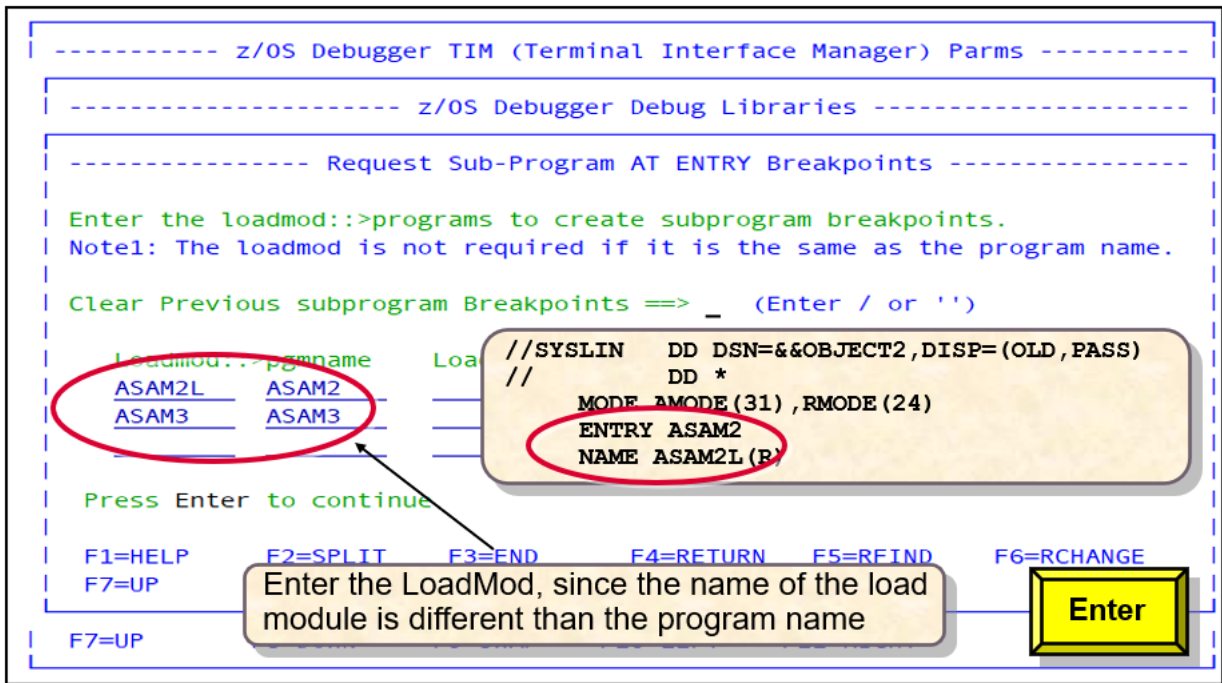 ----------- z/OS Debugger TIM (Terminal Interface Manager) Parms ----------
---------------------- z/OS Debugger Debug Libraries ---------------------
---------------- Request Sub-Program AT ENTRY Breakpoints ----------------
Enter the loadmod::>programs to create subprogram breakpoints.
Note1: The loadmod is not required if it is the same as the program name.
Clear Previous subprogram Breakpoints ==> _ (Enter / or '')
Loadmod::>pgmname Loa
ASAM2L ASAM2
ASAM3 ASAM3
//SYSLIN DD DSN=&&OBJECT2,DISP=(OLD,PASS)
// DD *
MODE AMODE(31),RMODE(24)
ENTRY ASAM2
NAME ASAM2L(R)
Press Enter to continue
F1=HELP F2=SPLIT F3=END F4=RETURN F5=RFIND F6=RCHANGE
F7=UP
Enter the LoadMod, since the name of the load
module is different than the program name
Enter
F7=UP